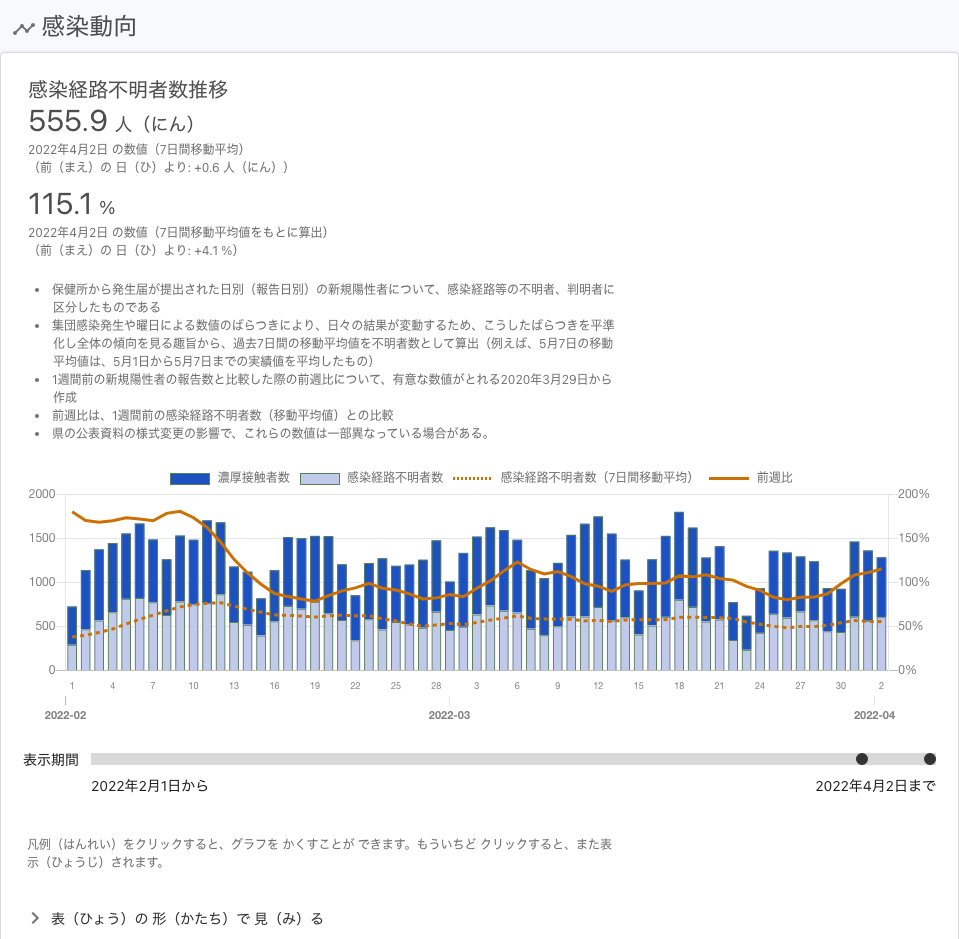 感染動向
感染経路不明者数推移
555.9 人（にん）
2022年4月2日 の数値（7日間移動平均）
（前（まえ）の 日（ひ）より: +0.6 人（にん））
115.1 %
2022年4月2日 の数値（7日間移動平均値をもとに算出）
（前（まえ）の 日（ひ）より: +4.1 %）
• 保健所から発生届が提出された日別（報告日別）の新規陽性者について、感染経路等の不明者、判明者に
区分したものである
• 集団感染発生や曜日による数値のばらつきにより、日々の結果が変動するため、こうしたばらつきを平準
化し全体の傾向を見る趣旨から、過去7日間の移動平均値を不明者数として算出（例えば、5月7日の移動
平均値は、5月1日から5月7日までの実績値を平均したもの）
• 1週間前の新規陽性者の報告数と比較した際の前週比について、有意な数値がとれる2020年3月29日から
作成
• 前週比は、1週間前の感染経路不明者数（移動平均値）との比較
• 県の公表資料の様式変更の影響で、これらの数値は一部異なっている場合がある。
濃厚接触者数 感染経路不明者数 感染経路不明者数（7日間移動平均） 前週比
2000 200%
1500 150%
1000 100%
500 50%
0 0%
1 4 7 10 13 16 19 22 25 28 3 6 9 12 15 18 21 24 27 30 2
2022-02 2022-03 2022-04
表示期間
2022年2月1日から 2022年4月2日まで
凡例（はんれい）をクリックすると、グラフを かくすことが できます。もういちど クリックすると、また表
示（ひょうじ）されます。
表（ひょう）の 形（かたち）で 見（み）る